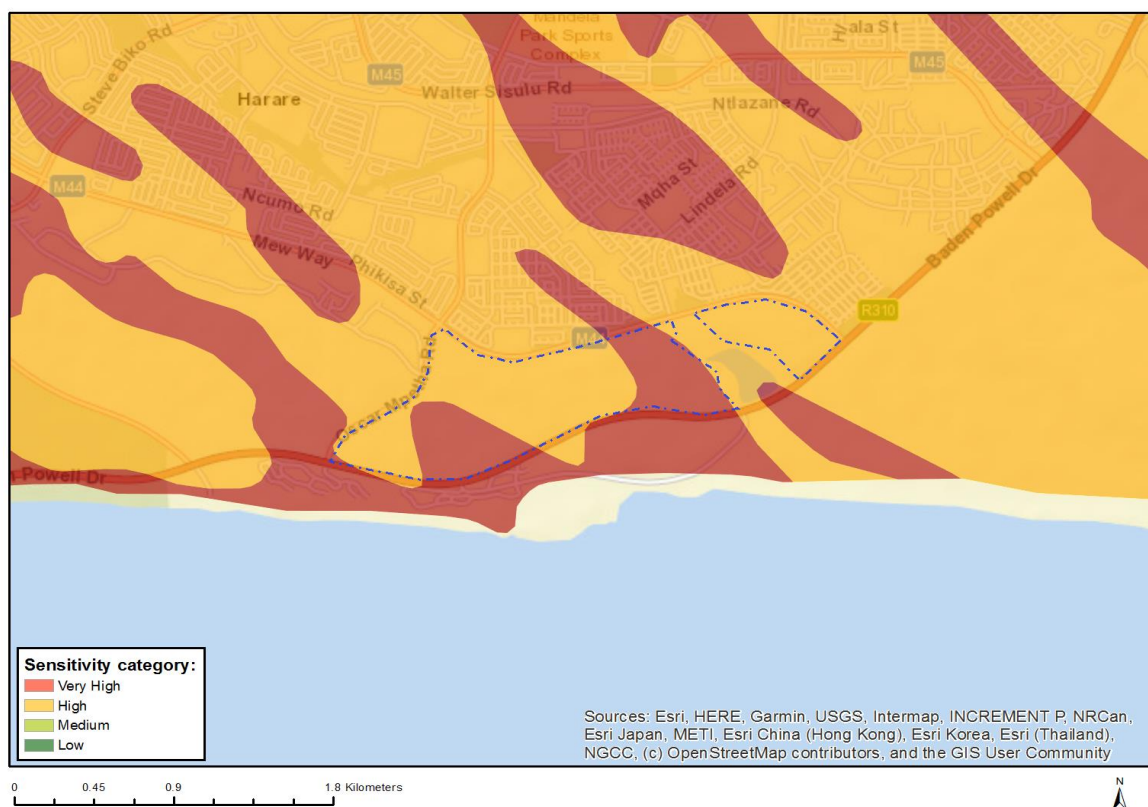 Mandela
Park Sports
Complex
Steve Biko Rd
M45
Harare
Walter Sisulu Rd
M45
Ntlazane Rd
M44
Ncumo Rd
Mqha St
Lindela Rd
Mew Way
Phikisa St
Baden Powell Dr
R310
Powell Dr
Sensitivity category:
Very High
High
Medium
Low
Sources: Esri, HERE, Garmin, USGS, Intermap, INCREMENT P, NRCan,
Esri Japan, METI, Esri China (Hong Kong), Esri Korea, Esri (Thailand),
NGCC, (c) OpenStreetMap contributors, and the GIS User Community
0 0.45 0.9 1.8 Kilometers
N